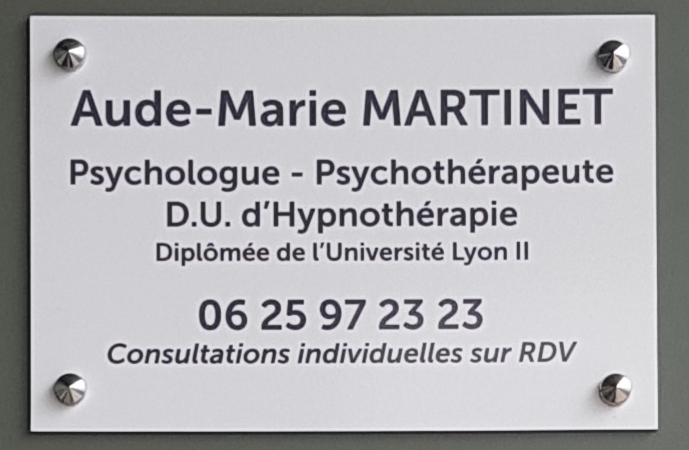 Aude-Marie MARTINET
Psychologue - Psychothérapeute
D.U. d'Hypnothérapie
Diplômée de l'Université Lyon II
06 25 97 23 23
Consultations individuelles sur RDV